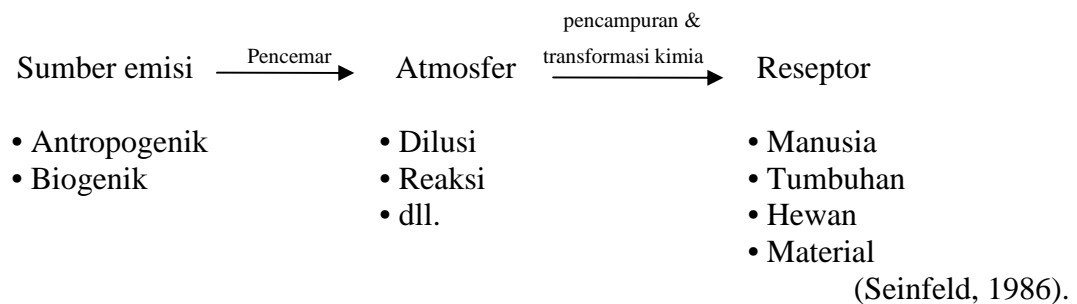 pencampuran &
Sumber emisi Pencemar Atmosfer transformasi kimia Reseptor
• Antropogenik • Dilusi • Manusia
• Biogenik • Reaksi • Tumbuhan
• dll. • Hewan
• Material
(Seinfeld, 1986).